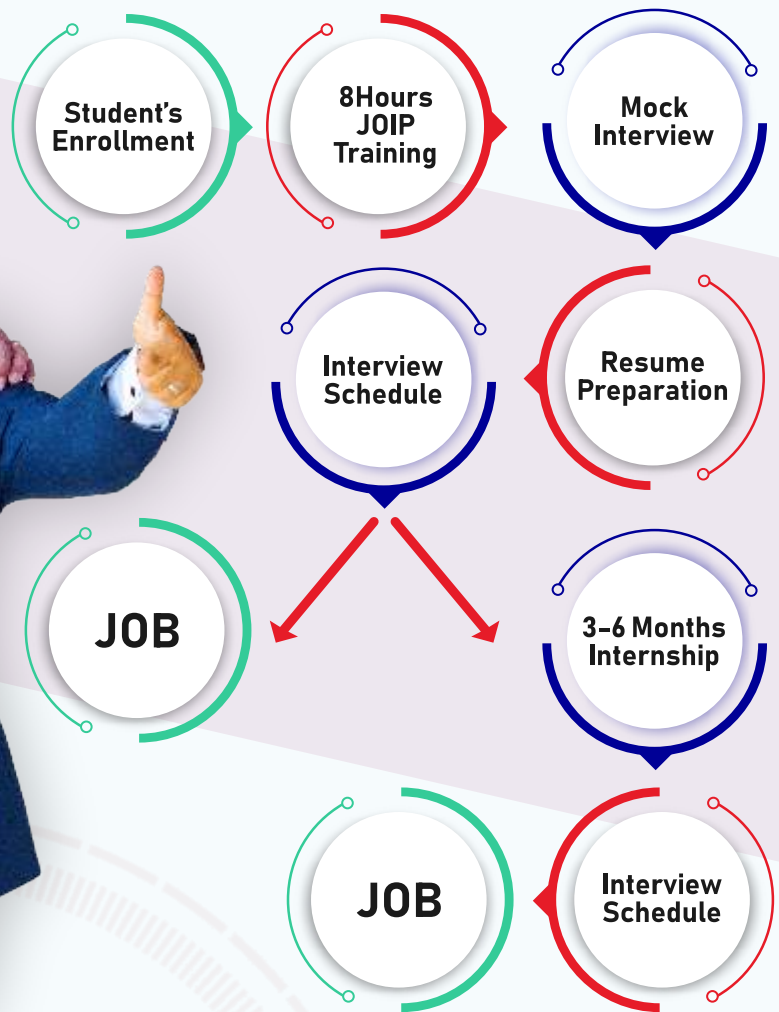 Student's
Enrollment
8Hours
JOIP
Training
Mock
Interview
Resume
Preparation
Interview
Schedule
JOB
3-6 Months
Internship
Interview
Schedule
JOB